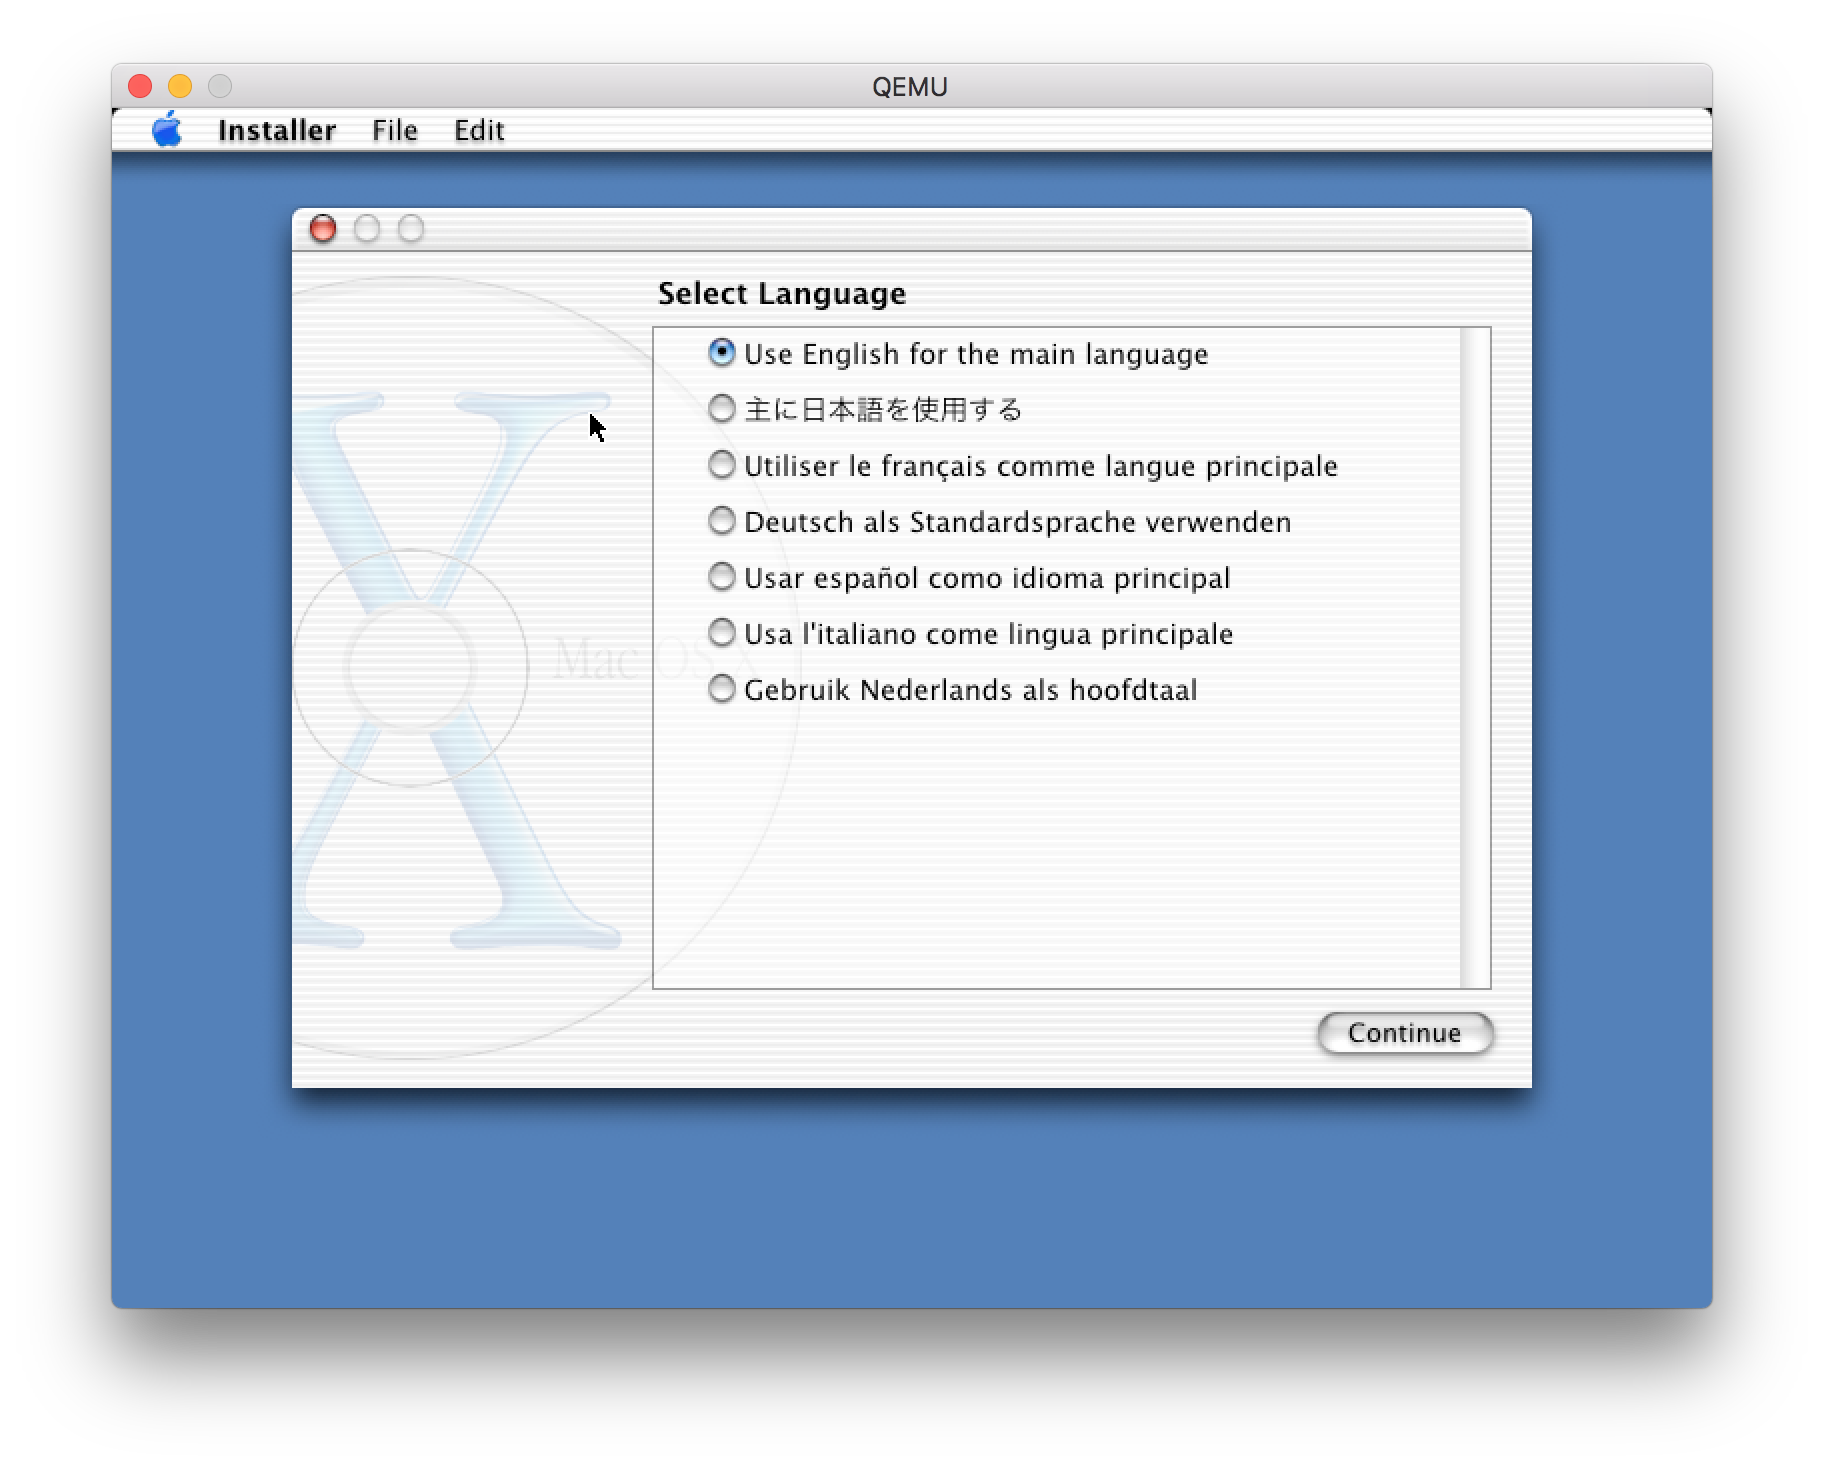 QEMU
Installer File Edit
Select Language
Use English for the main language
主に日本語を使用する
Utiliser le français comme langue principale
Deutsch als Standardsprache verwenden
Usar español como idioma principal
Usa l'italiano come lingua principale
Mac OS X
Gebruik Nederlands als hoofdtaal
Continue